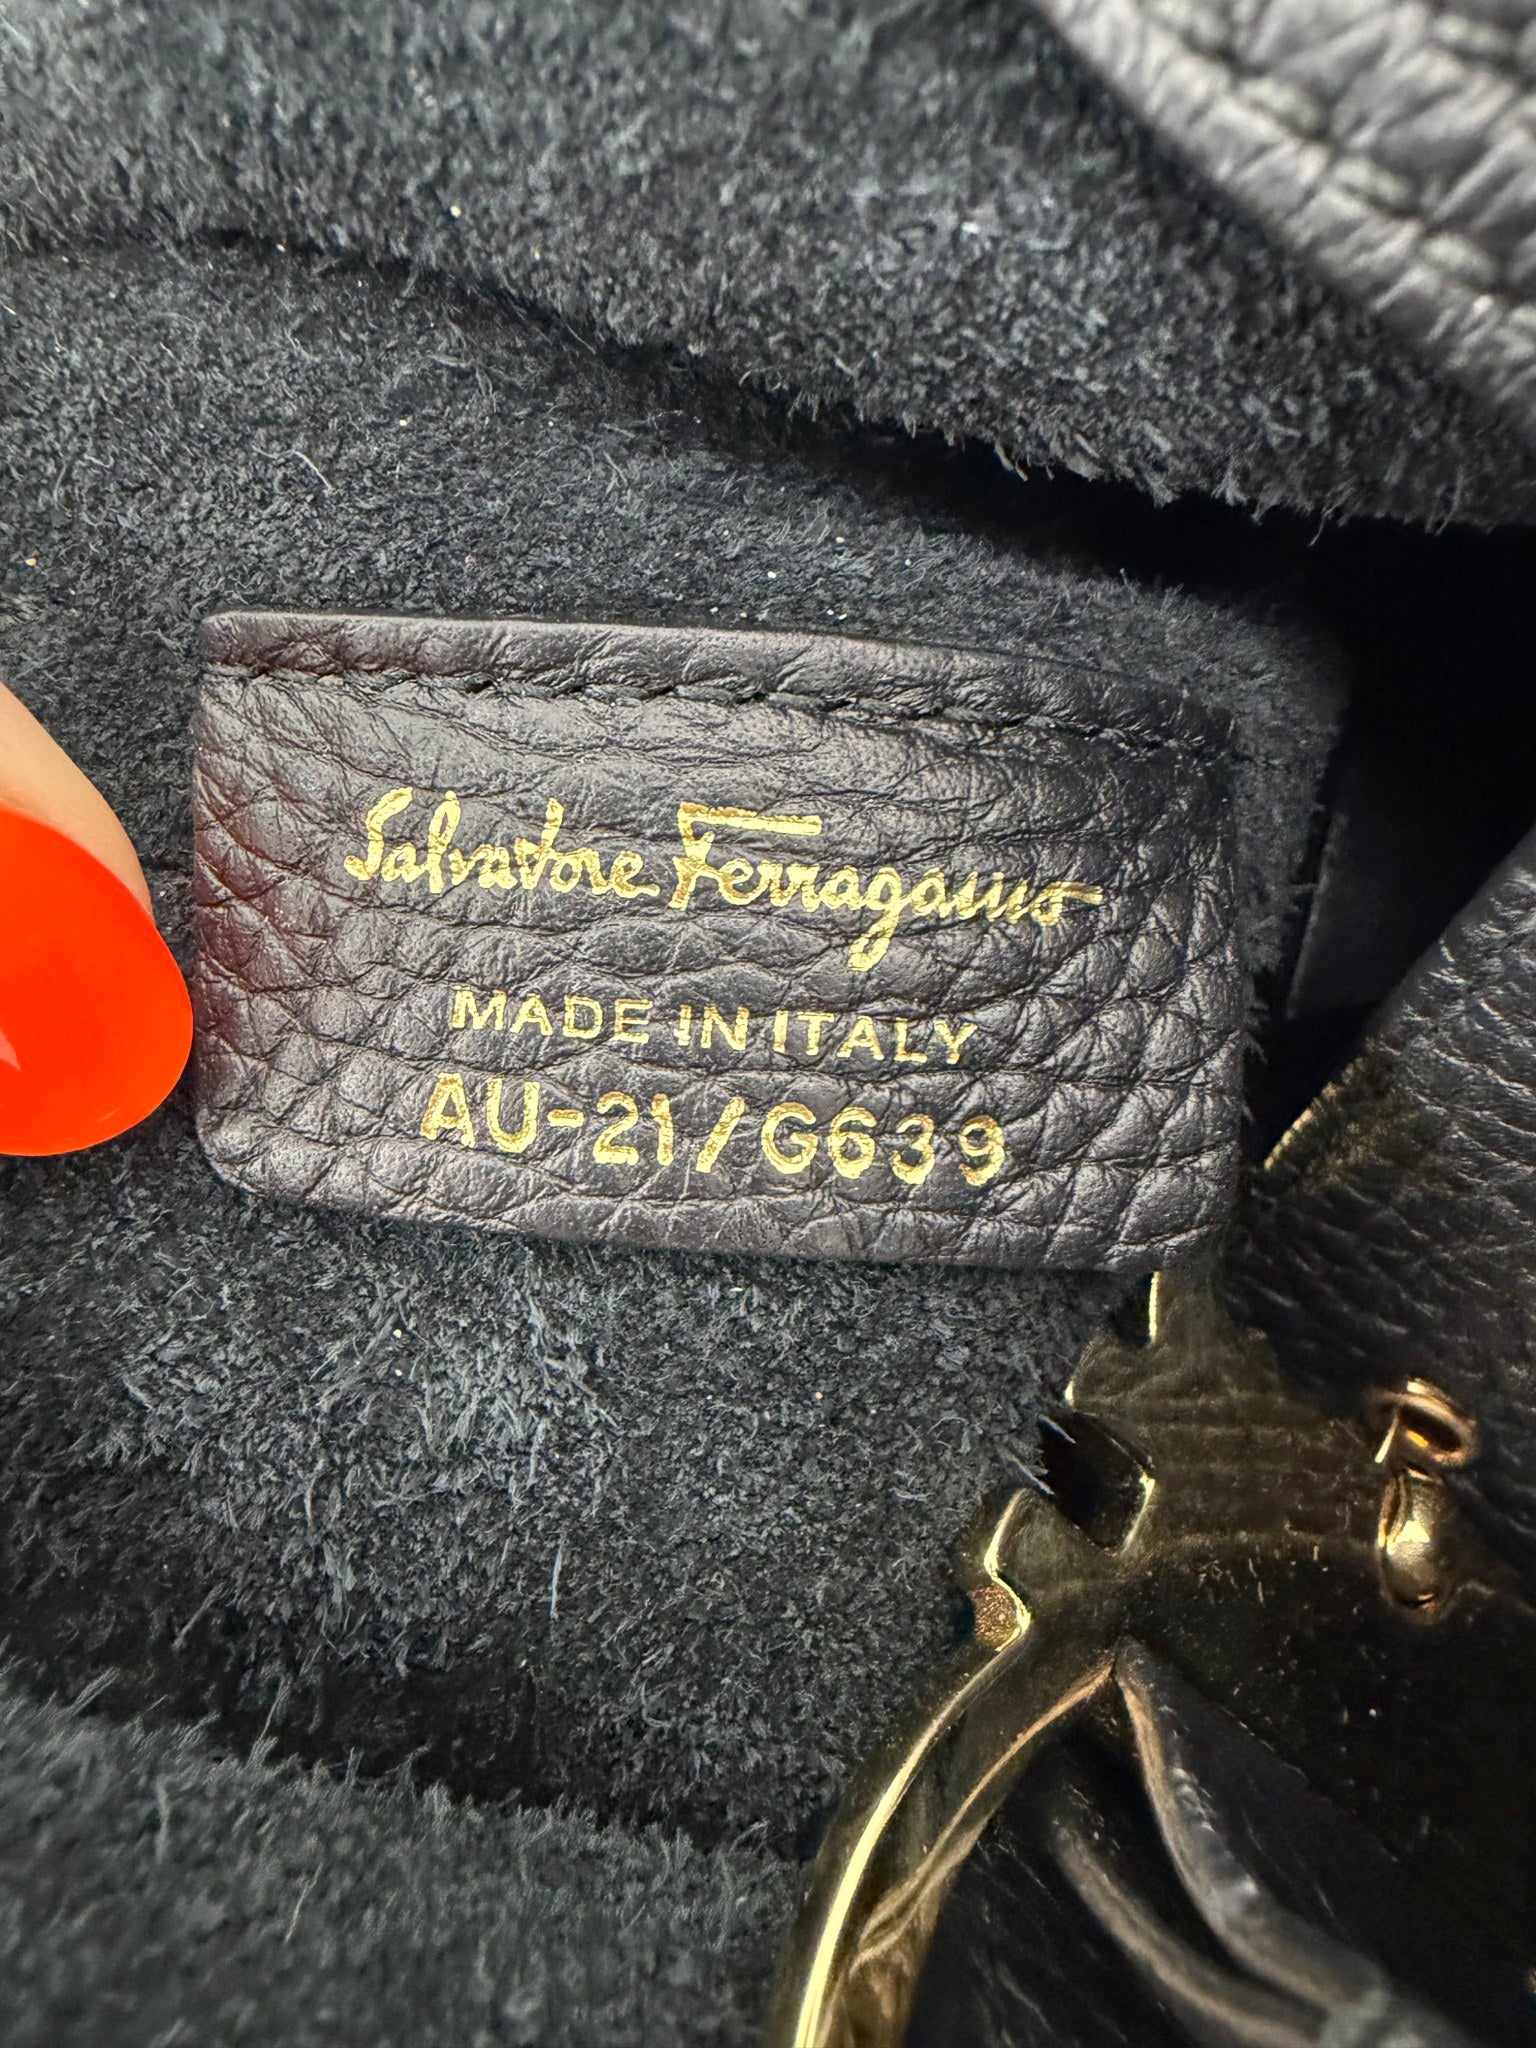 Salvatore Ferragamo
MADE IN ITALY
AU-21/G639